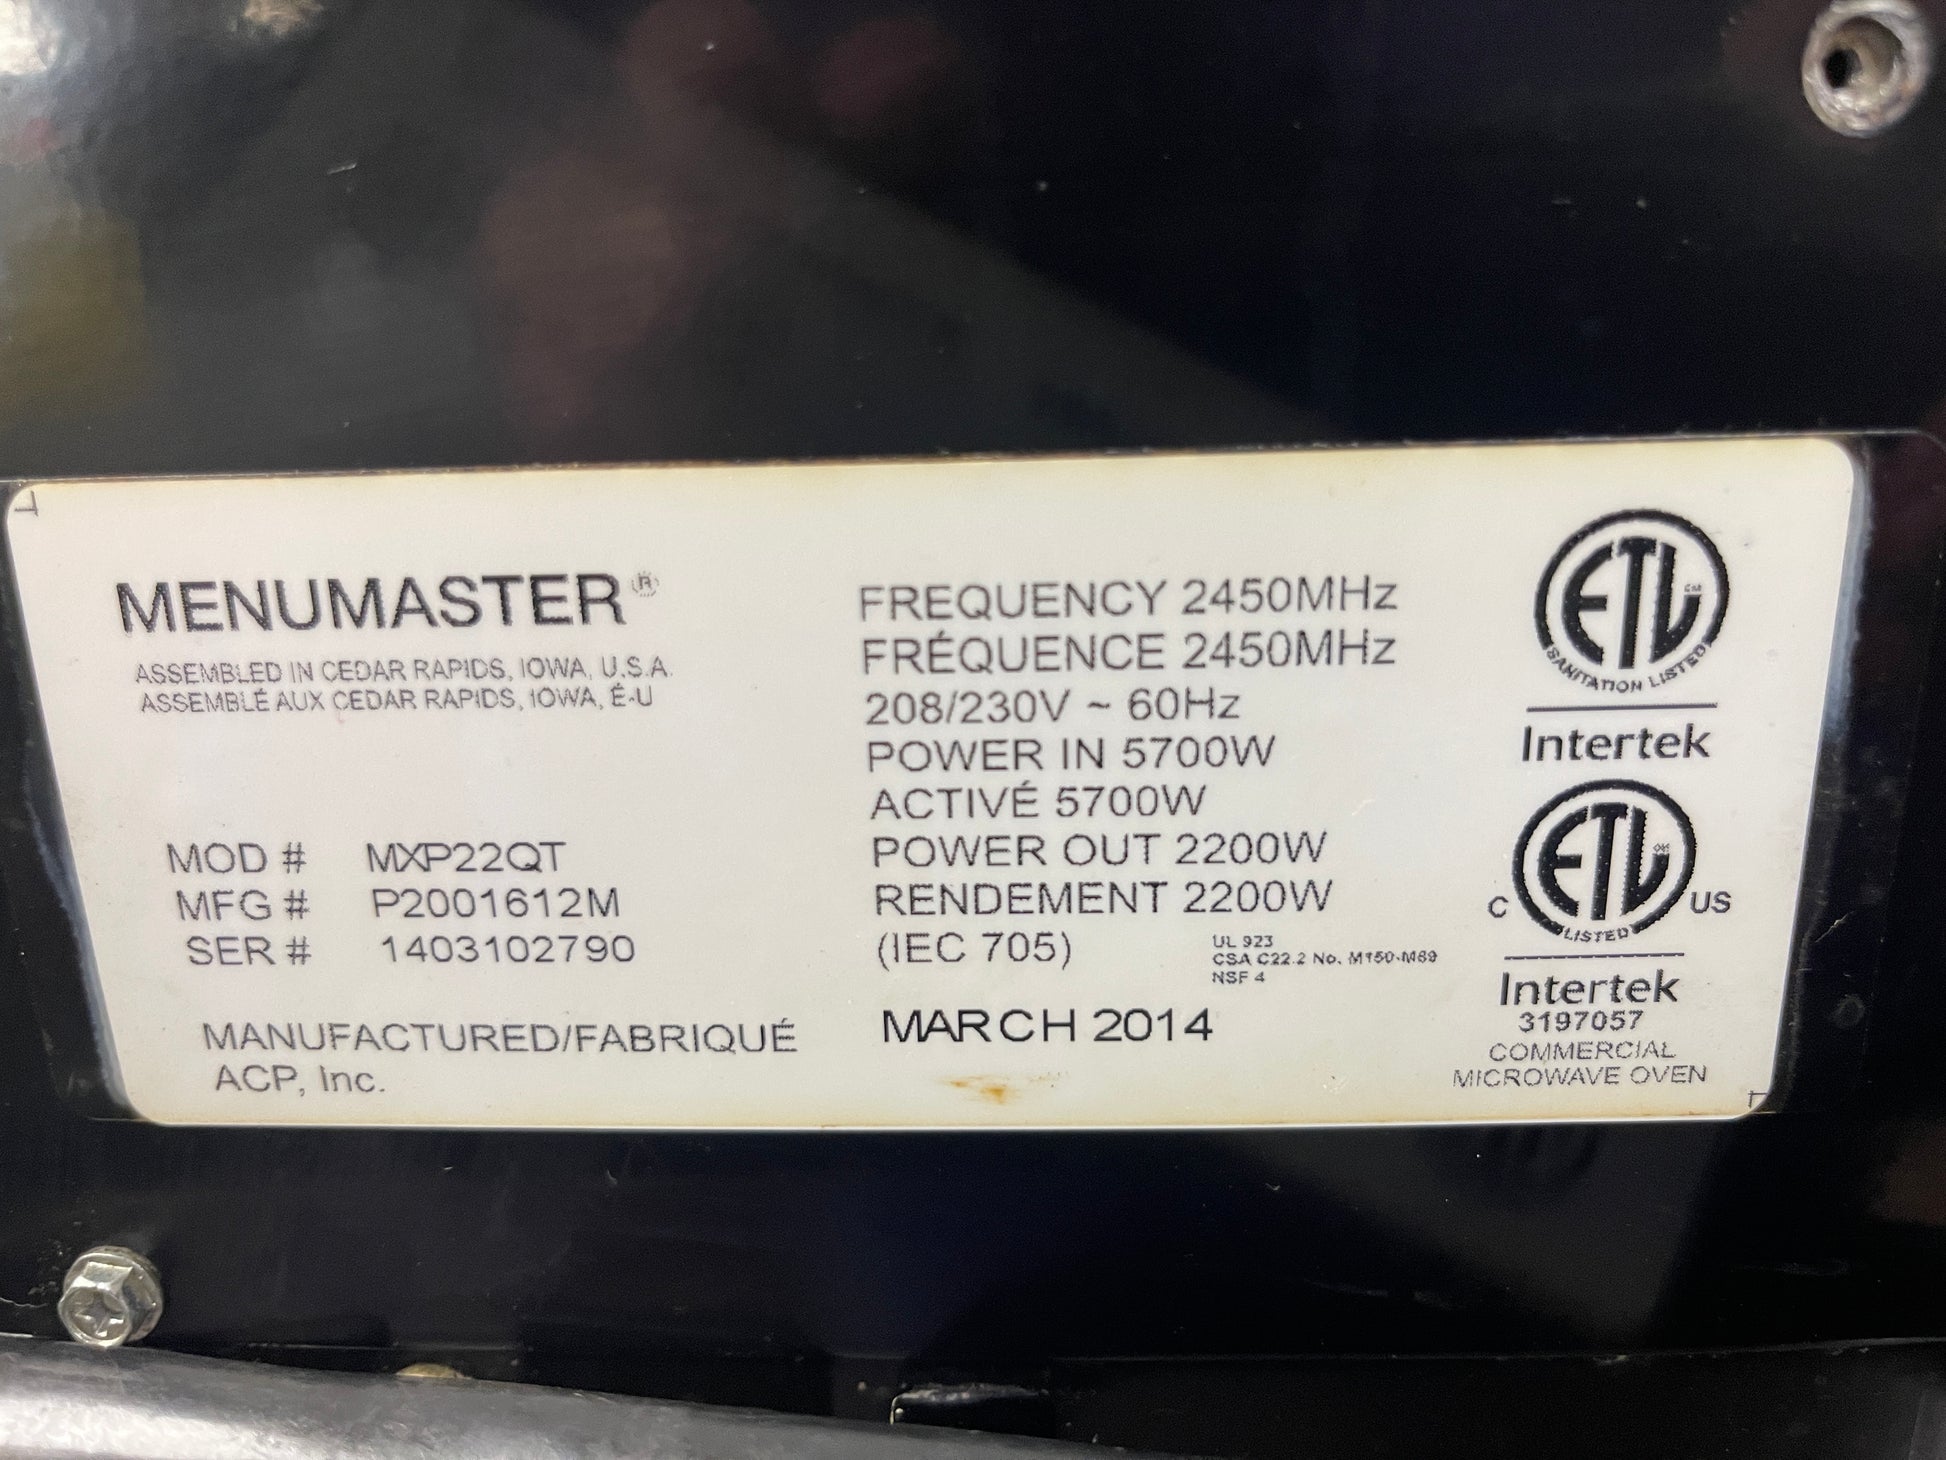 MENUMASTER®
ASSEMBLED IN CEDAR RAPIDS, IOWA, U.S.A.
ASSEMBLÉ AUX CEDAR RAPIDS, IOWA, É-U
MOD # MXP22QT
MFG # P2001612M
SER # 1403102790
MANUFACTURED/FABRIQUÉ
ACP, Inc.
FREQUENCY 2450MHz
FRÉQUENCE 2450MHz
208/230V ~ 60Hz
POWER IN 5700W
ACTIVÉ 5700W
POWER OUT 2200W
RENDEMENT 2200W
(IEC 705)
UL 923
CSA C22.2 No. M150-M89
NSF 4
MARCH 2014
ETL
SANITATION LISTED
Intertek
C ETL US
LISTED
Intertek
3197057
COMMERCIAL
MICROWAVE OVEN